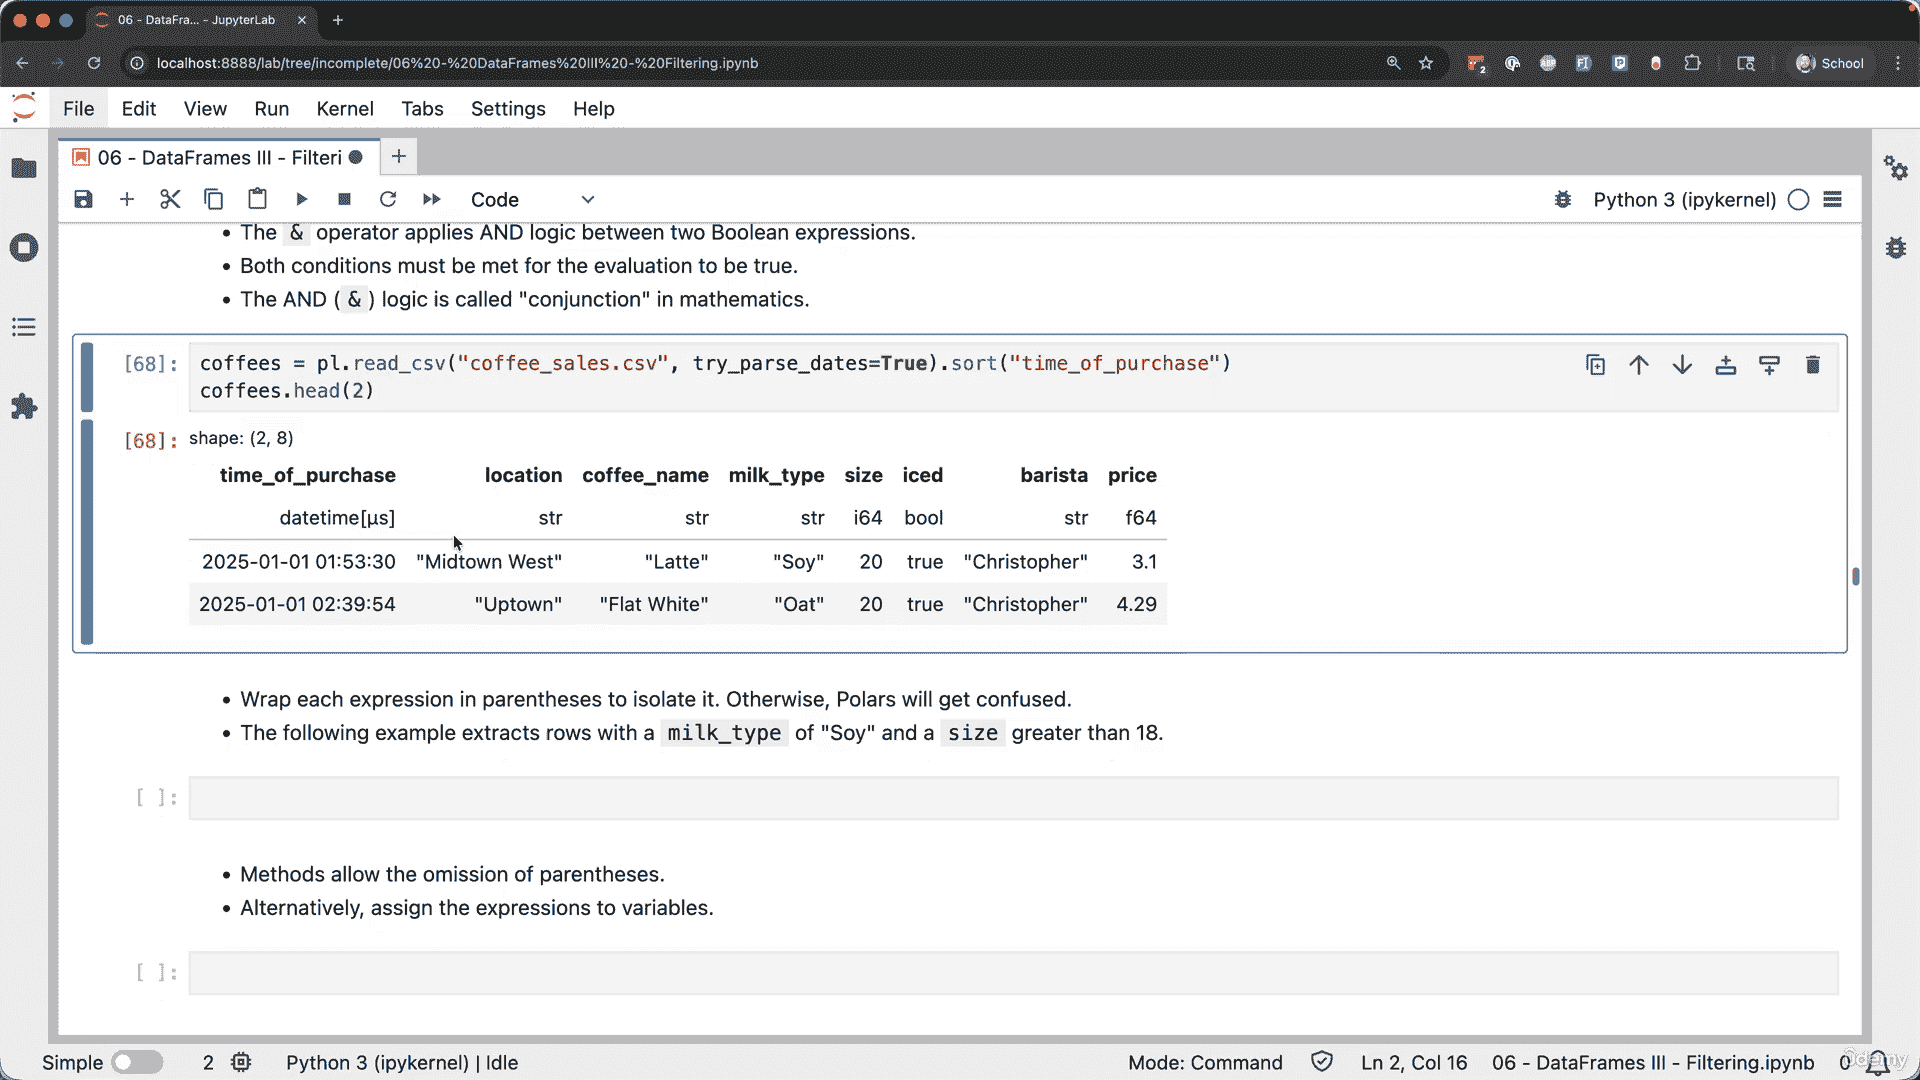 06 - DataFra... - JupyterLab
localhost:8888/lab/tree/incomplete/06%20-%20DataFrames%20III%20-%20Filtering.ipynb
2
ABP
School
File Edit View Run Kernel Tabs Settings Help
06 - DataFrames III - Filteri
Code
Python 3 (ipykernel)
• The & operator applies AND logic between two Boolean expressions.
• Both conditions must be met for the evaluation to be true.
• The AND ( & ) logic is called "conjunction" in mathematics.
[68]: coffees = pl.read_csv("coffee_sales.csv", try_parse_dates=True).sort("time_of_purchase")
coffees.head(2)
[68]: shape: (2, 8)
time_of_purchase location coffee_name milk_type size iced barista price
datetime[μs] str str str i64 bool str f64
2025-01-01 01:53:30 "Midtown West" "Latte" "Soy" 20 true "Christopher" 3.1
2025-01-01 02:39:54 "Uptown" "Flat White" "Oat" 20 true "Christopher" 4.29
• Wrap each expression in parentheses to isolate it. Otherwise, Polars will get confused.
• The following example extracts rows with a milk_type of "Soy" and a size greater than 18.
[ ]:
• Methods allow the omission of parentheses.
• Alternatively, assign the expressions to variables.
[ ]:
Simple 2 Python 3 (ipykernel) | Idle Mode: Command Ln 2, Col 16 06 - DataFrames III - Filtering.ipynb 0
udemy